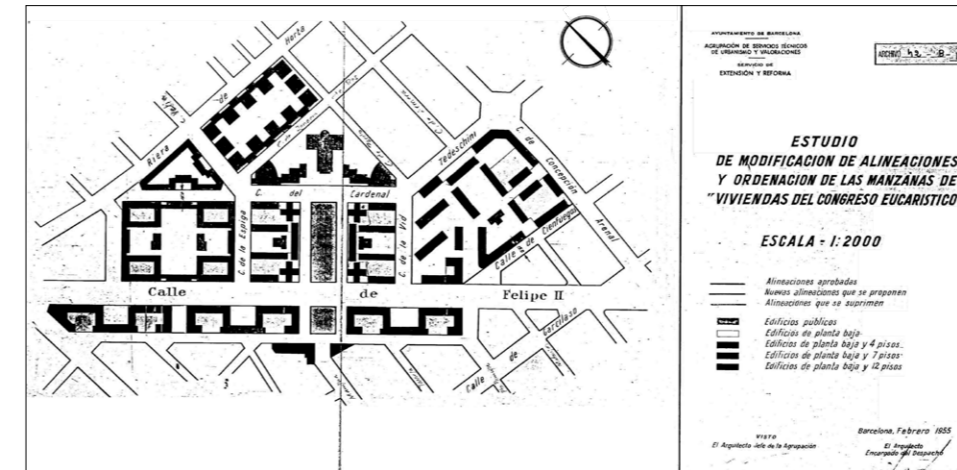 AYUNTAMIENTO DE BARCELONA
AGRUPACIÓN DE SERVICIOS TÉCNICOS
DE URBANISMO Y VALORACIONES
SERVICIO DE
EXTENSIÓN Y REFORMA
ESTUDIO
DE MODIFICACION DE ALINEACIONES
Y ORDENACION DE LAS MANZANAS DE
"VIVIENDAS DEL CONGRESO EUCARISTICO
ESCALA - 1:2000
Alineaciones aprobadas
Nuevas alineaciones que se proponen
Alineaciones que se suprimen
Edificios públicos
Edificios de planta baja
Edificios de planta baja y 4 pisos
Edificios de planta baja y 7 pisos
Edificios de planta baja y 12 pisos
Barcelona, Febrero 1955
VISTO
El Arquitecto Jefe de la Agrupación
El Arquitecto
Encargado del Despacho
Riera de Horta
C. del Cardenal Tedeschini
C. de Concepción Arenal
C. de la Espiga
C. de la Vid
Calle de Cienfuegos
Calle de Felipe II
Calle de Garcilaso
3